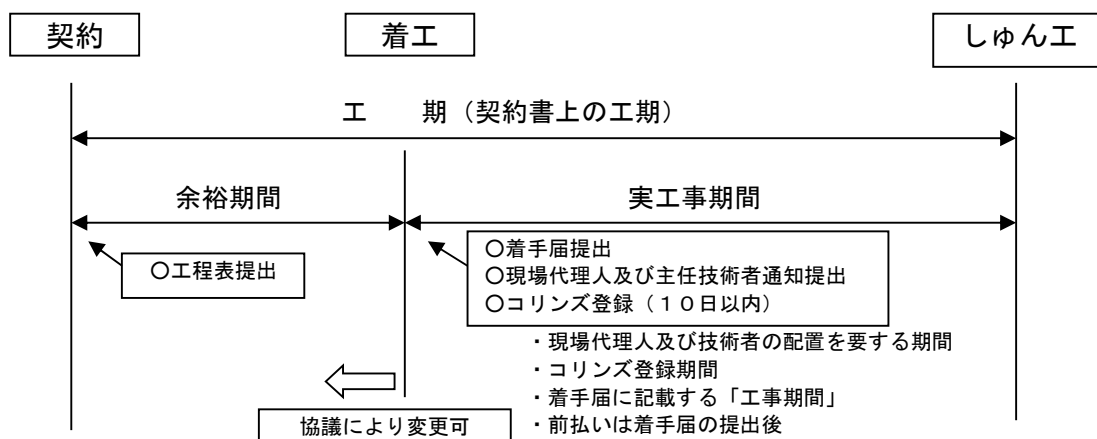 契約
着工
しゅん工
工　　期（契約書上の工期）
余裕期間
実工事期間
○工程表提出
○着手届提出
○現場代理人及び主任技術者通知提出
○コリンズ登録（１０日以内）
・現場代理人及び技術者の配置を要する期間
・コリンズ登録期間
・着手届に記載する「工事期間」
・前払いは着手届の提出後
協議により変更可